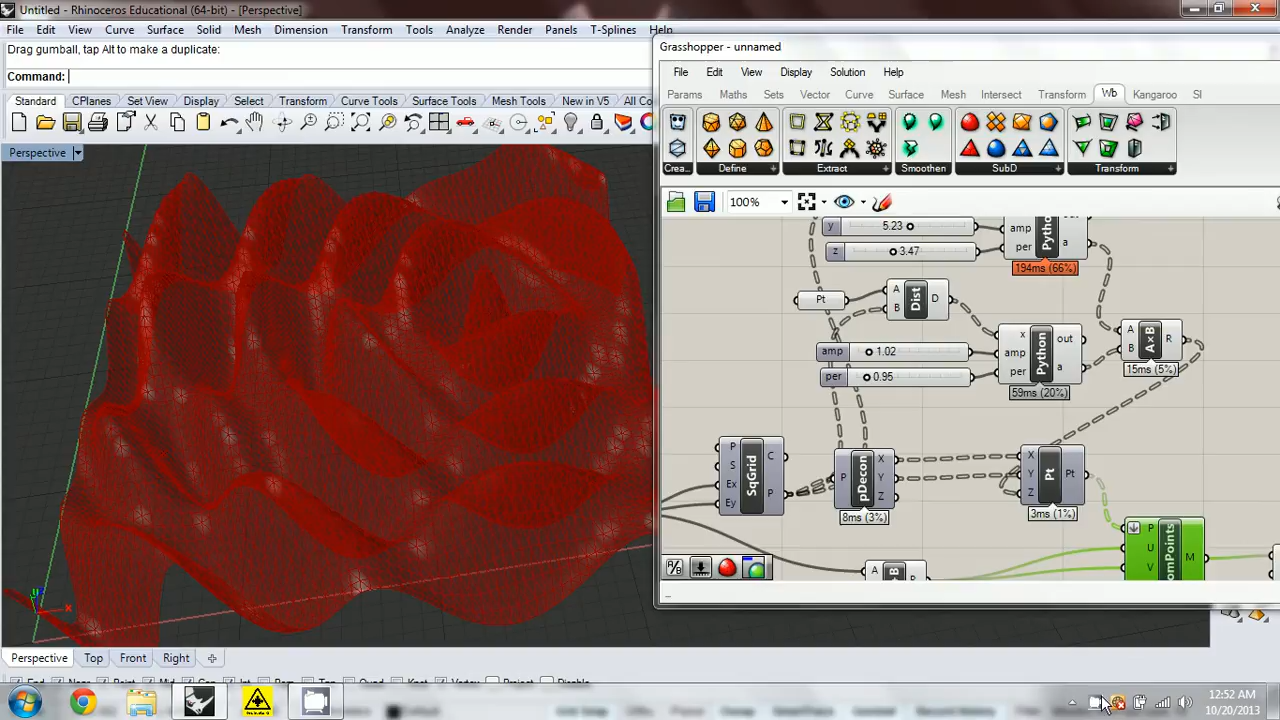 Untitled - Rhinoceros Educational (64-bit) - [Perspective]
File Edit View Curve Surface Solid Mesh Dimension Transform Tools Analyze Render Panels T-Splines Help
Drag gumball, tap Alt to make a duplicate:
Command:
Standard CPlanes Set View Display Select Transform Curve Tools Surface Tools Mesh Tools New in V5 All Co
Perspective
Grasshopper - unnamed
File Edit View Display Solution Help
Params Maths Sets Vector Curve Surface Mesh Intersect Transform Wb Kangaroo
Crea... Define Extract Smoothen SubD Transform
100%
y 5.23
z 3.47
amp
per
Python
a
194ms (66%)
Pt
A
B
Dist
D
amp 1.02
per 0.95
x
amp
per
Python
out
a
59ms (20%)
A
B
A×B
R
15ms (5%)
P
S
Ex
Ey
SqGrid
C
P
P
pDecon
X
Y
Z
8ms (3%)
X
Y
Z
Pt
Pt
3ms (1%)
P
U
V
omPoints
M
A
x
Perspective Top Front Right
12:52 AM
10/20/2013